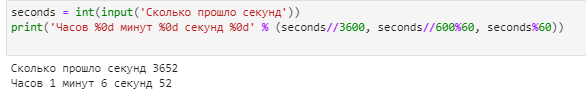 seconds = int(input('Сколько прошло секунд'))
print('Часов %0d минут %0d секунд %0d' % (seconds//3600, seconds//600%60, seconds%60))
Сколько прошло секунд 3652
Часов 1 минут 6 секунд 52